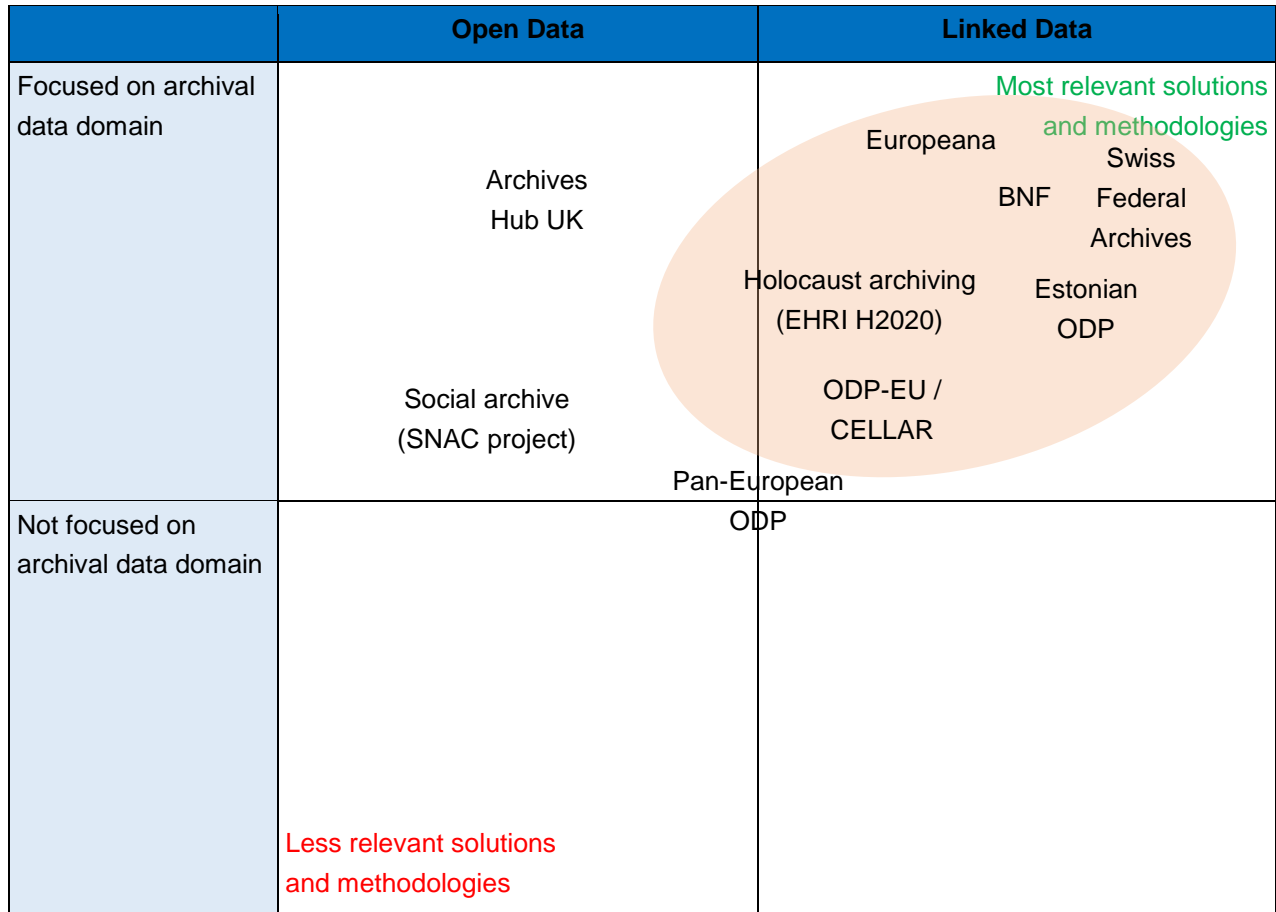 Open Data
Linked Data
Focused on archival
data domain
Most relevant solutions
and methodologies
Europeana
Swiss
Federal
Archives
BNF
Archives
Hub UK
Holocaust archiving
(EHRI H2020)
Estonian
ODP
Social archive
(SNAC project)
ODP-EU /
CELLAR
Pan-European
ODP
Not focused on
archival data domain
Less relevant solutions
and methodologies